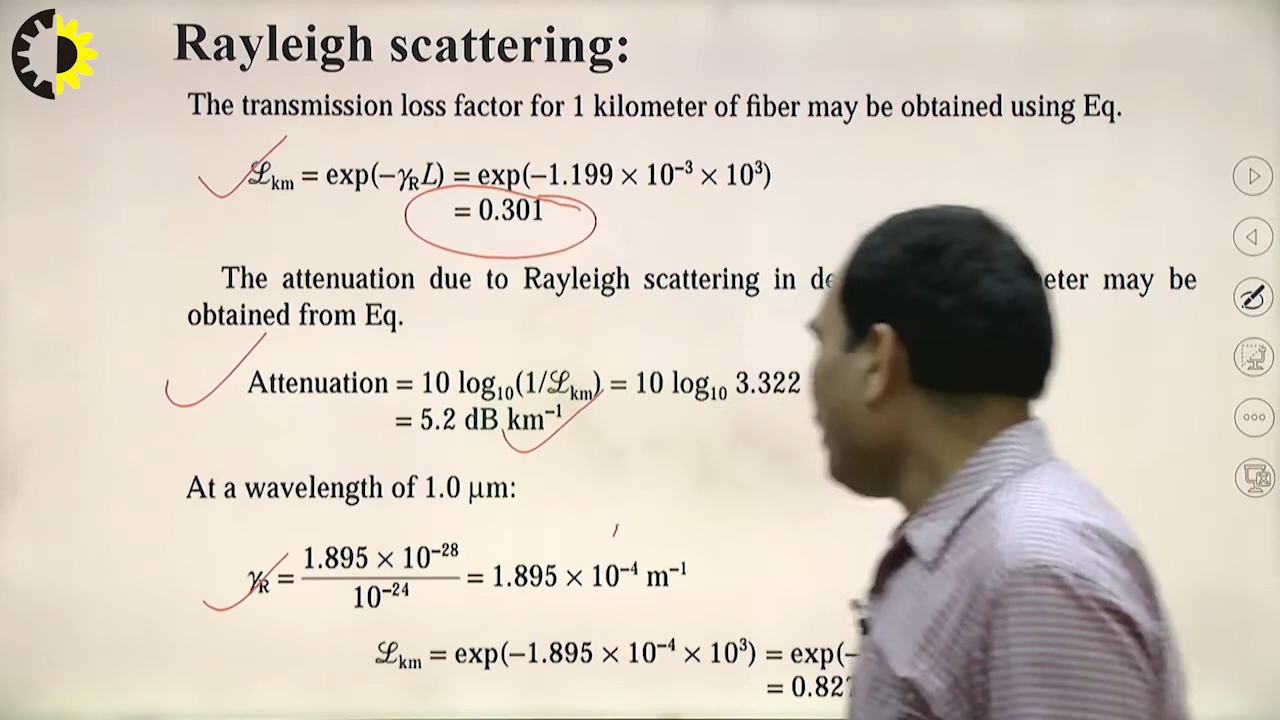 Rayleigh scattering:
The transmission loss factor for 1 kilometer of fiber may be obtained using Eq.
ℒkm = exp(−γRL) = exp(−1.199 × 10⁻³ × 10³)
= 0.301
The attenuation due to Rayleigh scattering in may be
obtained from Eq.
Attenuation = 10 log₁₀(1/ℒkm) = 10 log₁₀ 3.322
= 5.2 dB km⁻¹
At a wavelength of 1.0 μm:
γR = 1.895 × 10⁻²⁸ / 10⁻²⁴ = 1.895 × 10⁻⁴ m⁻¹
ℒkm = exp(−1.895 × 10⁻⁴ × 10³) = exp(−
= 0.827